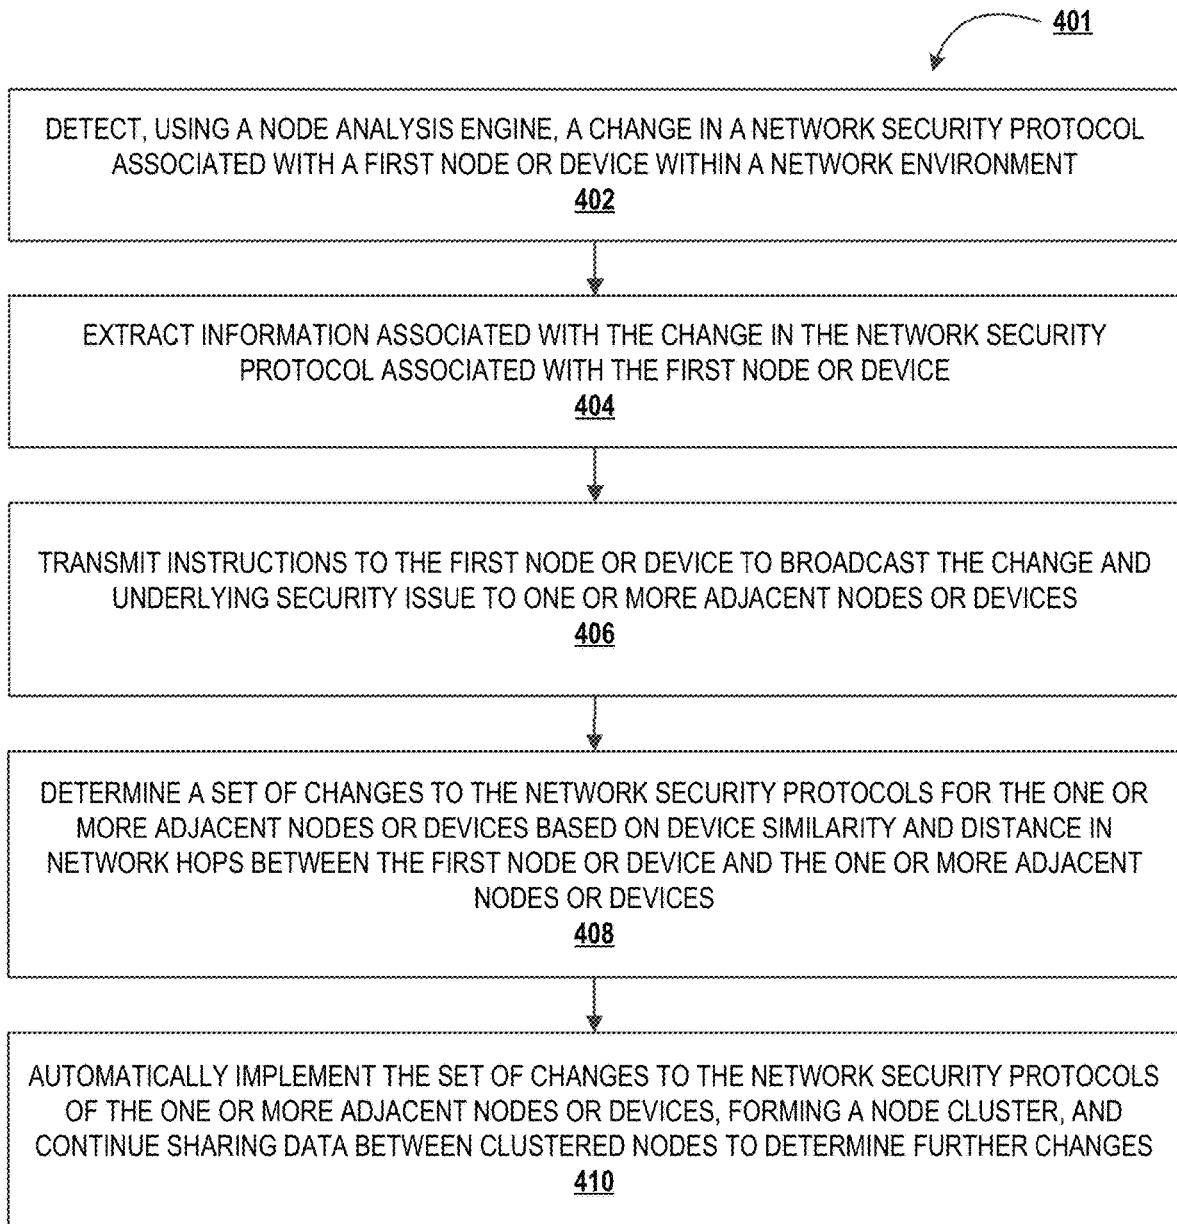 401
DETECT, USING A NODE ANALYSIS ENGINE, A CHANGE IN A NETWORK SECURITY PROTOCOL
ASSOCIATED WITH A FIRST NODE OR DEVICE WITHIN A NETWORK ENVIRONMENT
402
EXTRACT INFORMATION ASSOCIATED WITH THE CHANGE IN THE NETWORK SECURITY
PROTOCOL ASSOCIATED WITH THE FIRST NODE OR DEVICE
404
TRANSMIT INSTRUCTIONS TO THE FIRST NODE OR DEVICE TO BROADCAST THE CHANGE AND
UNDERLYING SECURITY ISSUE TO ONE OR MORE ADJACENT NODES OR DEVICES
406
DETERMINE A SET OF CHANGES TO THE NETWORK SECURITY PROTOCOLS FOR THE ONE OR
MORE ADJACENT NODES OR DEVICES BASED ON DEVICE SIMILARITY AND DISTANCE IN
NETWORK HOPS BETWEEN THE FIRST NODE OR DEVICE AND THE ONE OR MORE ADJACENT
NODES OR DEVICES
408
AUTOMATICALLY IMPLEMENT THE SET OF CHANGES TO THE NETWORK SECURITY PROTOCOLS
OF THE ONE OR MORE ADJACENT NODES OR DEVICES, FORMING A NODE CLUSTER, AND
CONTINUE SHARING DATA BETWEEN CLUSTERED NODES TO DETERMINE FURTHER CHANGES
410